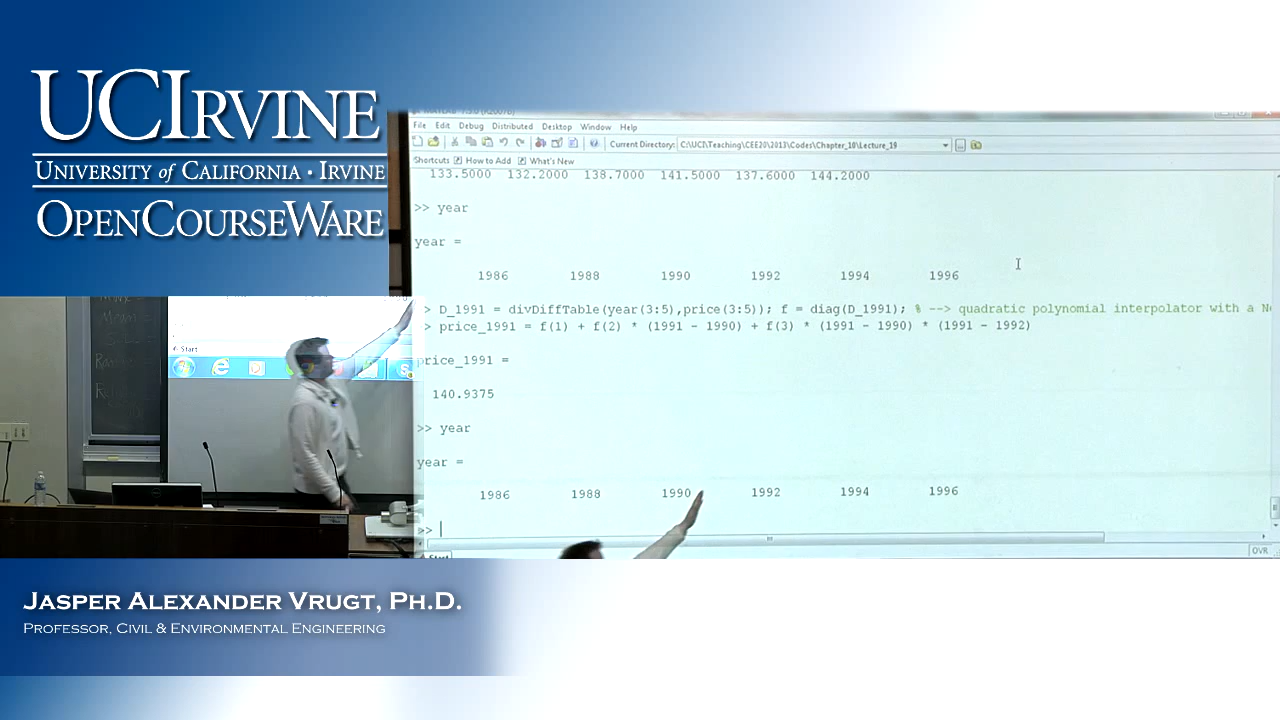 UCIRVINE
UNIVERSITY of CALIFORNIA · IRVINE
OPENCOURSEWARE
File Edit Debug Distributed Desktop Window Help
Current Directory: C:\UCI\Teaching\CEE20\2013\Codes\Chapter_18\Lecture_19
Shortcuts How to Add What's New
133.5000 132.2000 138.7000 141.5000 137.6000 144.2000
>> year
year =
1986 1988 1990 1992 1994 1996
> D_1991 = divDiffTable(year(3:5),price(3:5)); f = diag(D_1991); % --> quadratic polynomial interpolator with a
> price_1991 = f(1) + f(2) * (1991 - 1990) + f(3) * (1991 - 1990) * (1991 - 1992)
price_1991 =
140.9375
>> year
year =
1986 1988 1990 1992 1994 1996
>>
OVR
Start
JASPER ALEXANDER VRUGT, PH.D.
PROFESSOR, CIVIL & ENVIRONMENTAL ENGINEERING